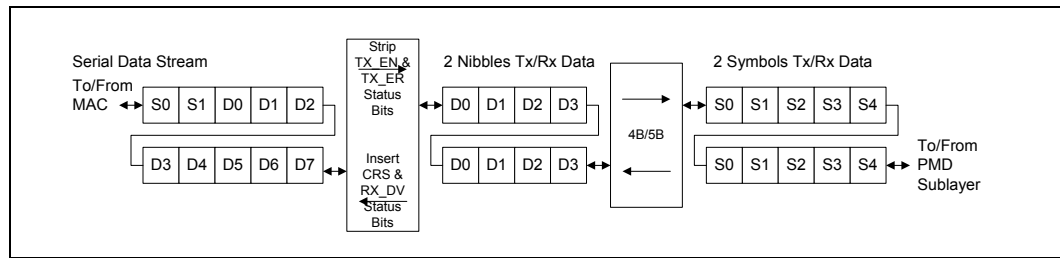 Serial Data Stream
To/From
MAC
S0 S1 D0 D1 D2
D3 D4 D5 D6 D7
Strip
TX_EN &
TX_ER
Status
Bits
Insert
CRS &
RX_DV
Status
Bits
2 Nibbles Tx/Rx Data
D0 D1 D2 D3
D0 D1 D2 D3
4B/5B
2 Symbols Tx/Rx Data
S0 S1 S2 S3 S4
S0 S1 S2 S3 S4
To/From
PMD
Sublayer